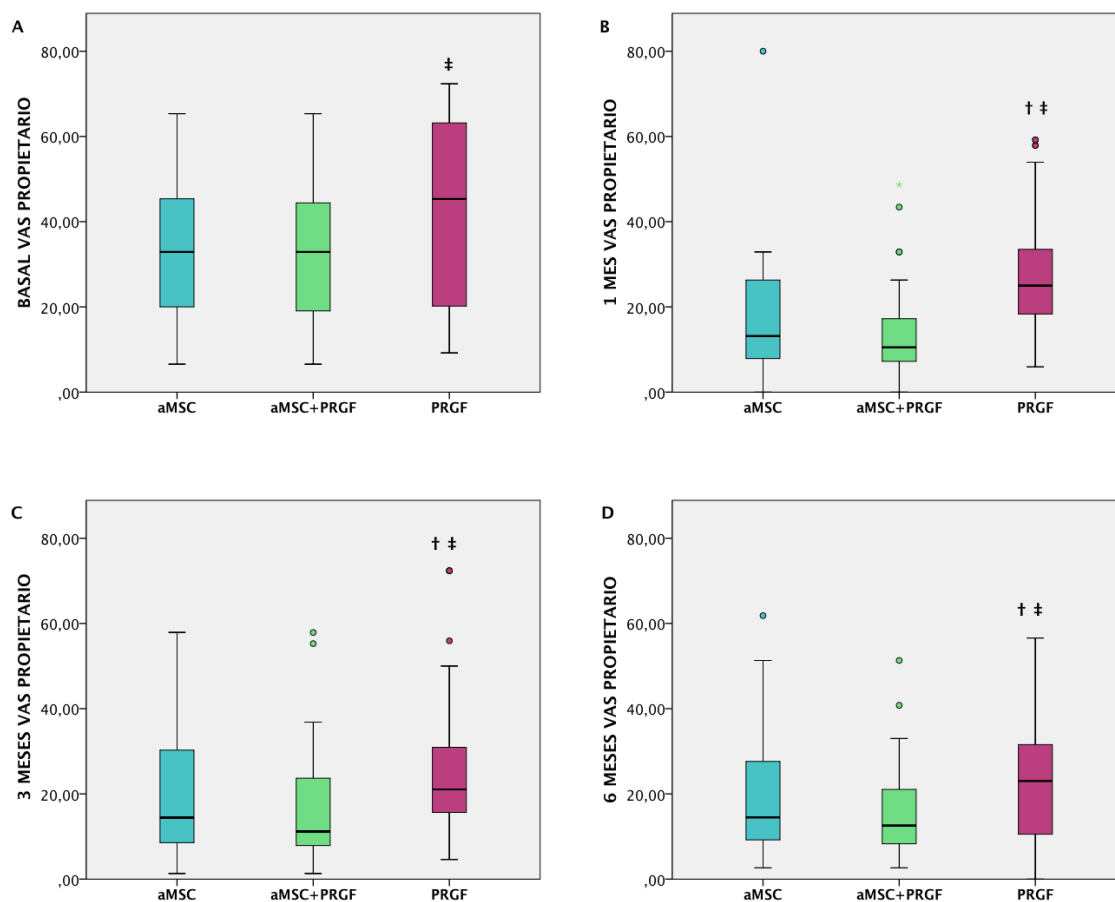 A
BASAL VAS PROPIETARIO
80,00
60,00
40,00
20,00
,00
‡
aMSC aMSC+PRGF PRGF
B
1 MES VAS PROPIETARIO
80,00
60,00
40,00
20,00
,00
† ‡
aMSC aMSC+PRGF PRGF
C
3 MESES VAS PROPIETARIO
80,00
60,00
40,00
20,00
,00
† ‡
aMSC aMSC+PRGF PRGF
D
6 MESES VAS PROPIETARIO
80,00
60,00
40,00
20,00
,00
† ‡
aMSC aMSC+PRGF PRGF